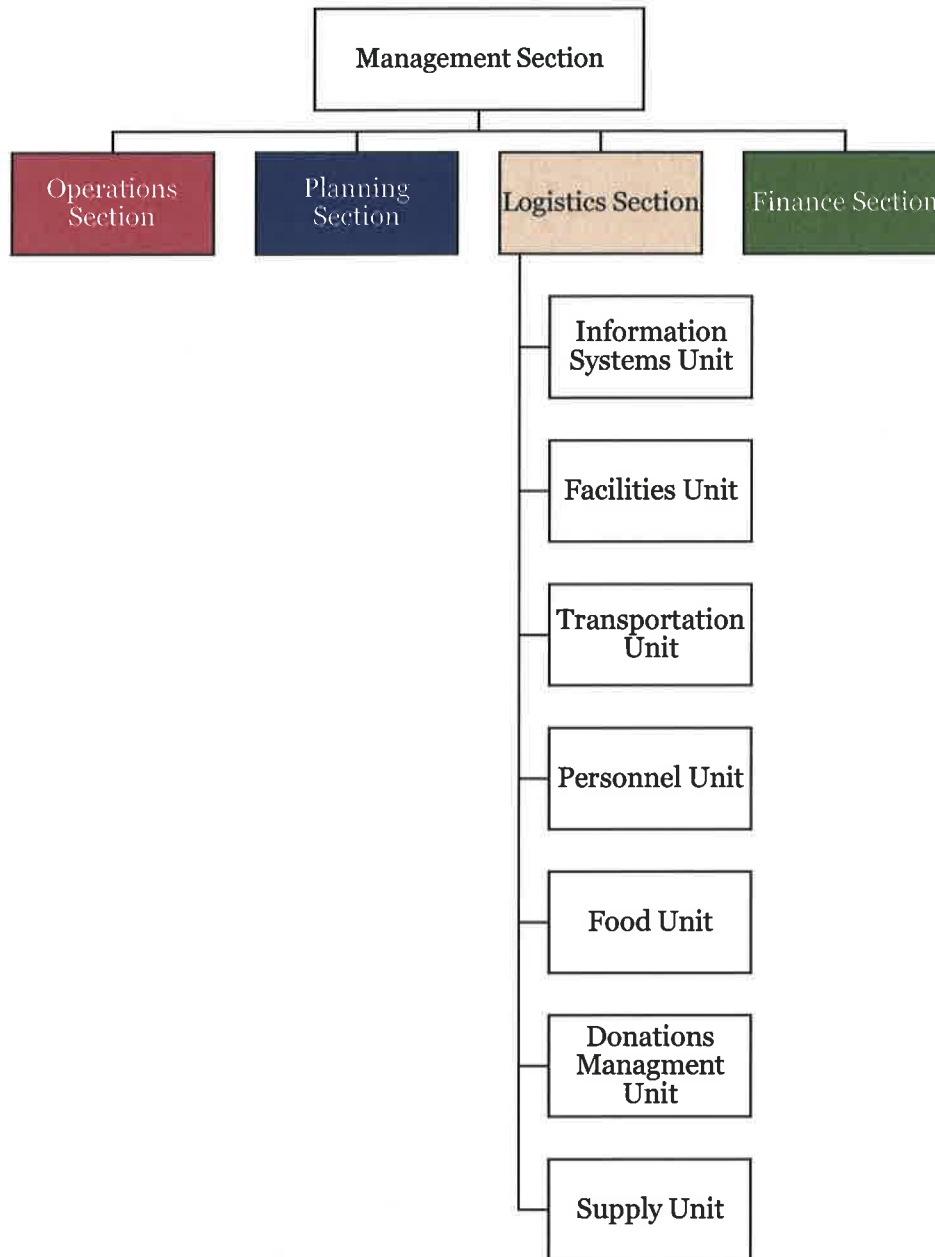 Management Section
Operations
Section
Planning
Section
Logistics Section
Finance Section
Information
Systems Unit
Facilities Unit
Transportation
Unit
Personnel Unit
Food Unit
Donations
Managment
Unit
Supply Unit